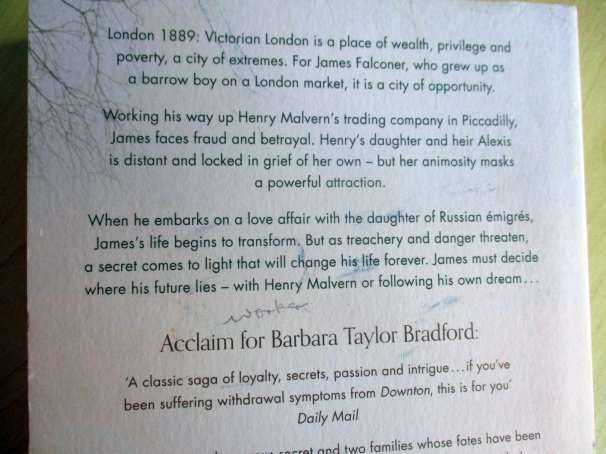 London 1889: Victorian London is a place of wealth, privilege and
poverty, a city of extremes. For James Falconer, who grew up as
a barrow boy on a London market, it is a city of opportunity.
Working his way up Henry Malvern's trading company in Piccadilly,
James faces fraud and betrayal. Henry's daughter and heir Alexis
is distant and locked in grief of her own – but her animosity masks
a powerful attraction.
When he embarks on a love affair with the daughter of Russian émigrés,
James's life begins to transform. But as treachery and danger threaten,
a secret comes to light that will change his life forever. James must decide
where his future lies – with Henry Malvern or following his own dream…
Acclaim for Barbara Taylor Bradford:
'A classic saga of loyalty, secrets, passion and intrigue…if you've
been suffering withdrawal symptoms from Downton, this is for you'
Daily Mail
secret and two families whose fates have been